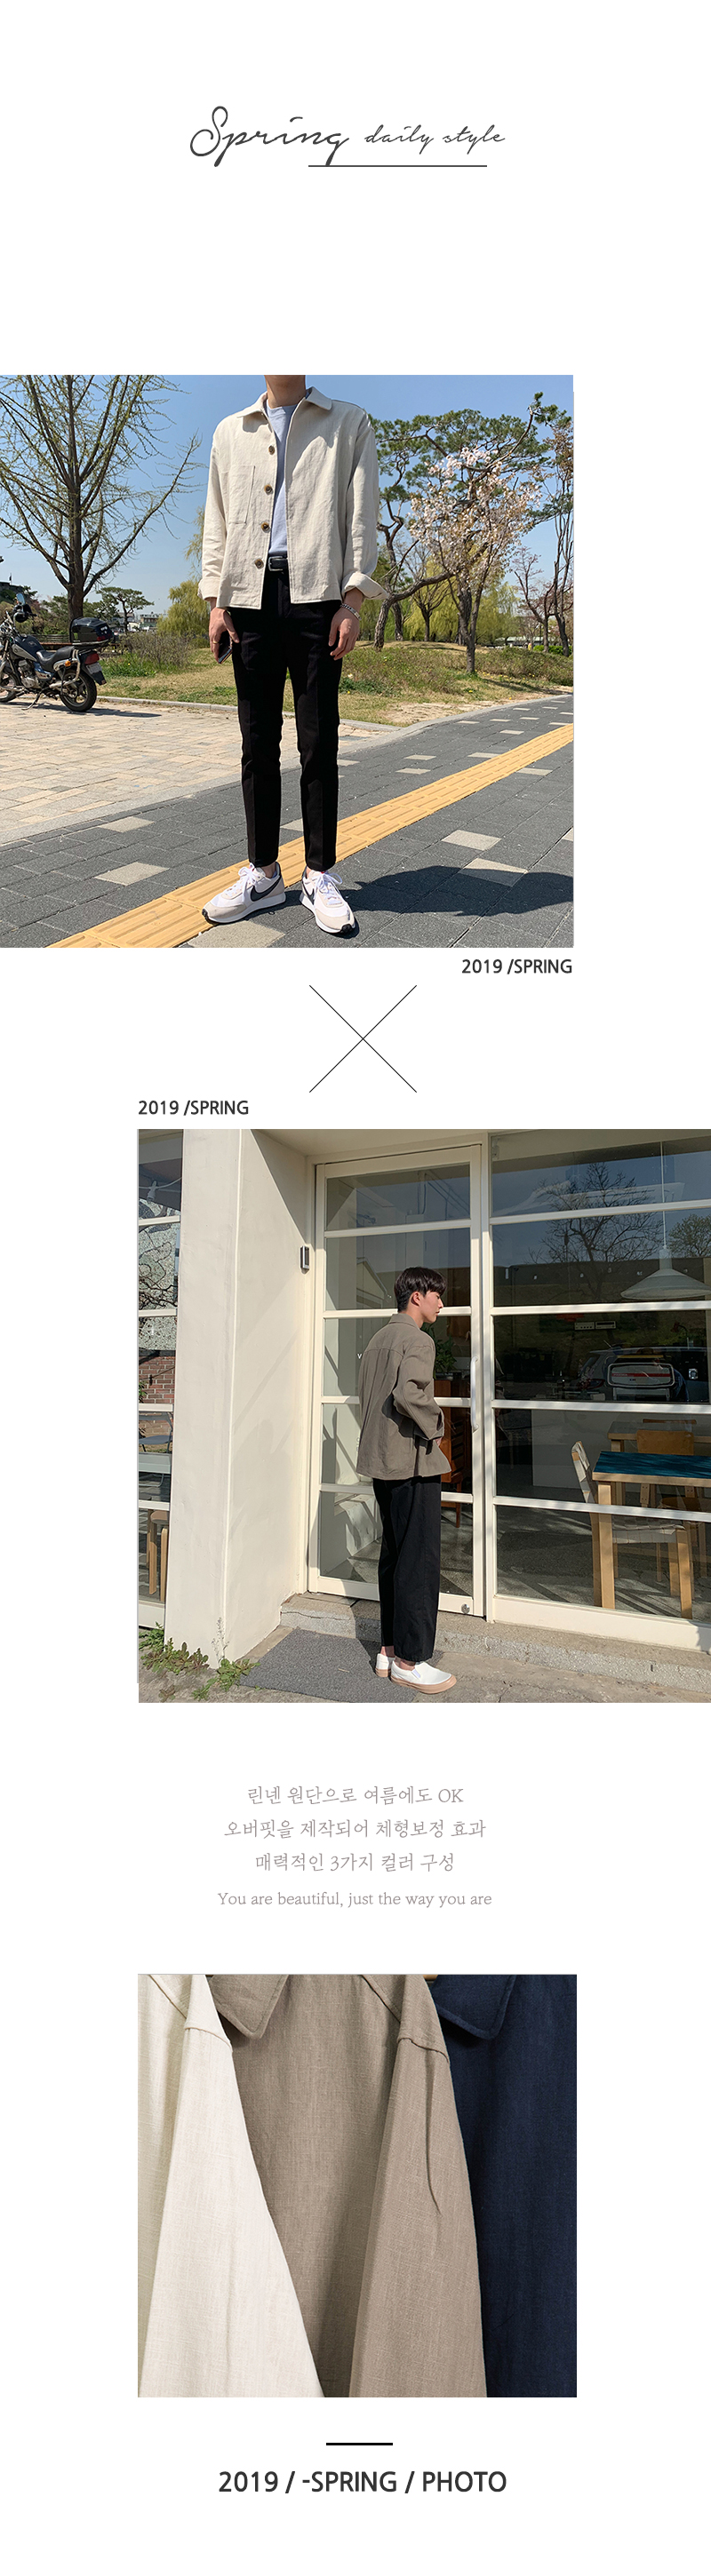 Spring daily style
2019 /SPRING
2019 /SPRING
린넨 원단으로 여름에도 OK
오버핏을 제작되어 체형보정 효과
매력적인 3가지 컬러 구성
You are beautiful, just the way you are
2019 / -SPRING / PHOTO